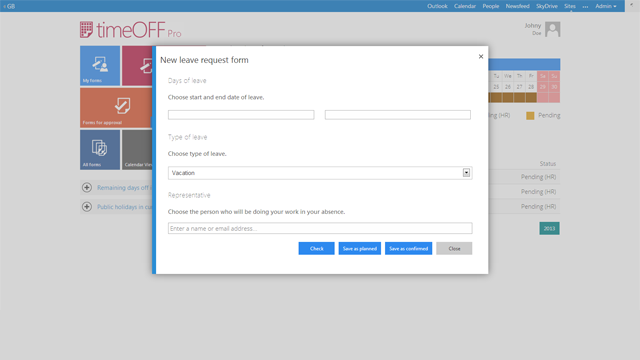 ‹ GB
Outlook Calendar People Newsfeed SkyDrive Sites ••• Admin
timeOFF Pro
Johny
Doe
My forms
Forms for approval
All forms
Calendar View
Remaining days off
Public holidays in
New leave request form
Days of leave
Choose start and end date of leave.
Type of leave
Choose type of leave.
Vacation
Representative
Choose the person who will be doing your work in your absence.
Enter a name or email address...
Check Save as planned Save as confirmed Close
Tu We Th Fr Sa Su
25 26 27 28 29 30
(HR) Pending
Status
Pending (HR)
Pending (HR)
Pending (HR)
2013